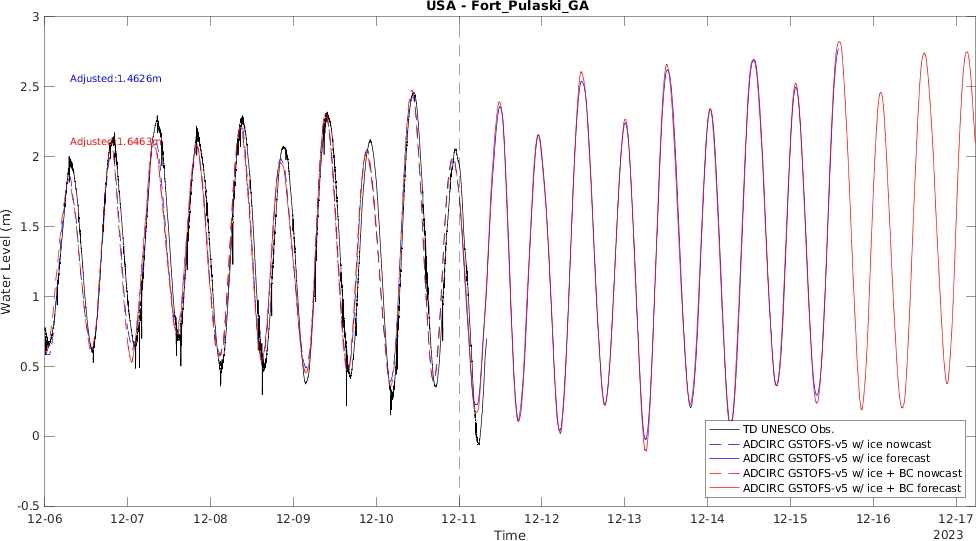 USA - Fort_Pulaski_GA
3
2.5
2
1.5
1
0.5
0
-0.5
Water Level (m)
Adjusted:1.4626m
Adjusted:1.6463m
TD UNESCO Obs.
ADCIRC GSTOFS-v5 w/ ice nowcast
ADCIRC GSTOFS-v5 w/ ice forecast
ADCIRC GSTOFS-v5 w/ ice + BC nowcast
ADCIRC GSTOFS-v5 w/ ice + BC forecast
12-06 12-07 12-08 12-09 12-10 12-11 12-12 12-13 12-14 12-15 12-16 12-17
Time
2023